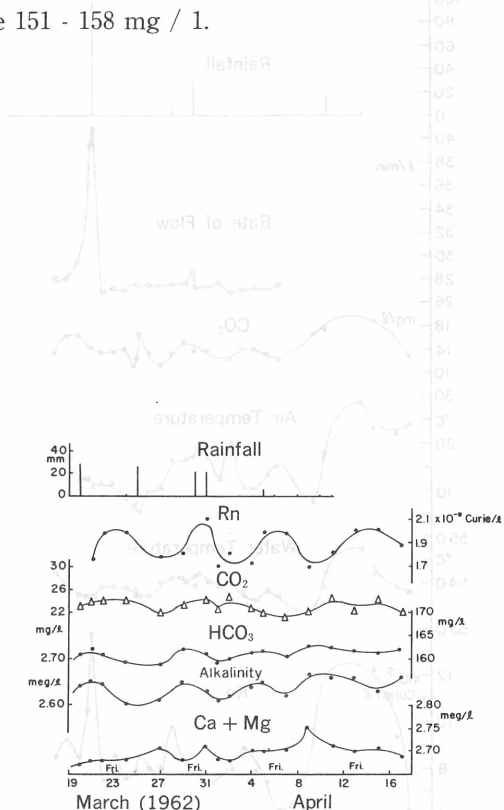 e 151 - 158 mg / 1.
40
mm
20
0
Rainfall
Rn
2.1 x10⁻⁹ Curie/ℓ
1.9
1.7
30
26
22
mg/ℓ
CO₂
170
mg/ℓ
165
160
HCO₃
2.70
meg/ℓ
2.60
Alkalinity
2.80
meg/ℓ
2.75
2.70
Ca + Mg
Fri. Fri. Fri. Fri.
19 23 27 31 4 8 12 16
March (1962) April
Rainfall
Rate of Flow
CO₂
Air Temperature
Water Temperature